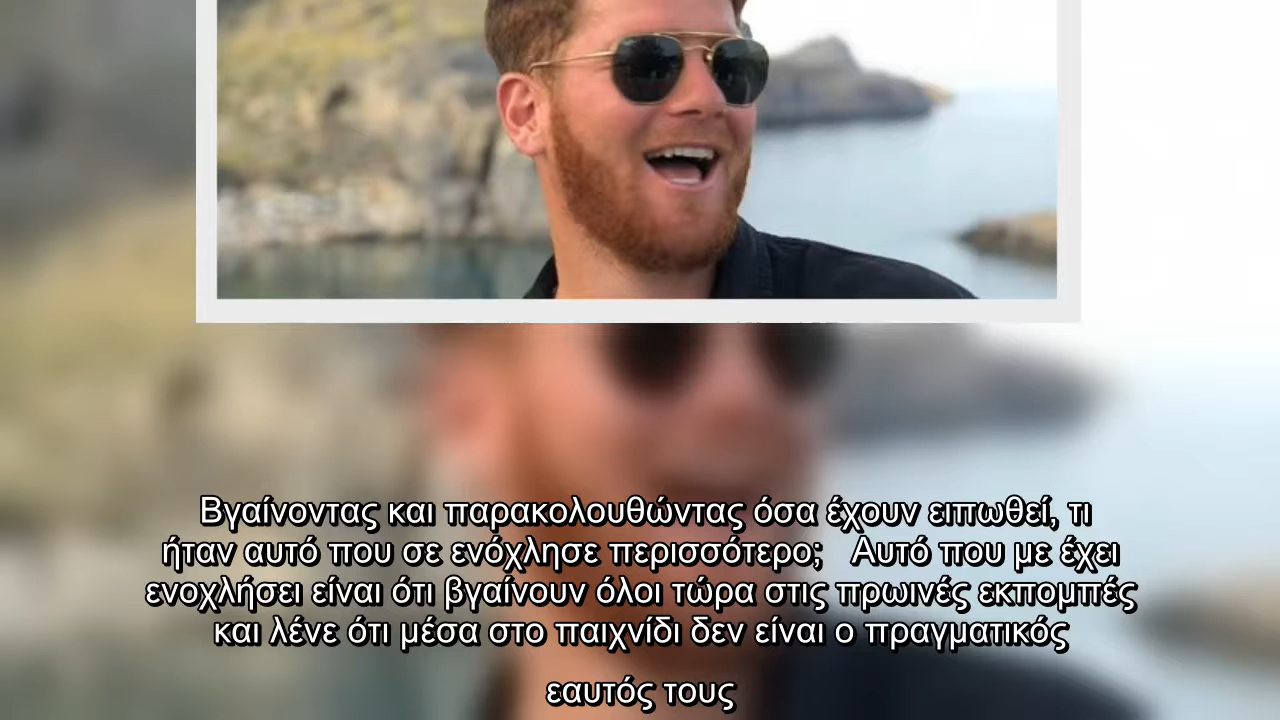 Βγαίνοντας και παρακολουθώντας όσα έχουν ειπωθεί, τι
ήταν αυτό που σε ενόχλησε περισσότερο; Αυτό που με έχει
ενοχλήσει είναι ότι βγαίνουν όλοι τώρα στις πρωινές εκπομπές
και λένε ότι μέσα στο παιχνίδι δεν είναι ο πραγματικός
εαυτός τους